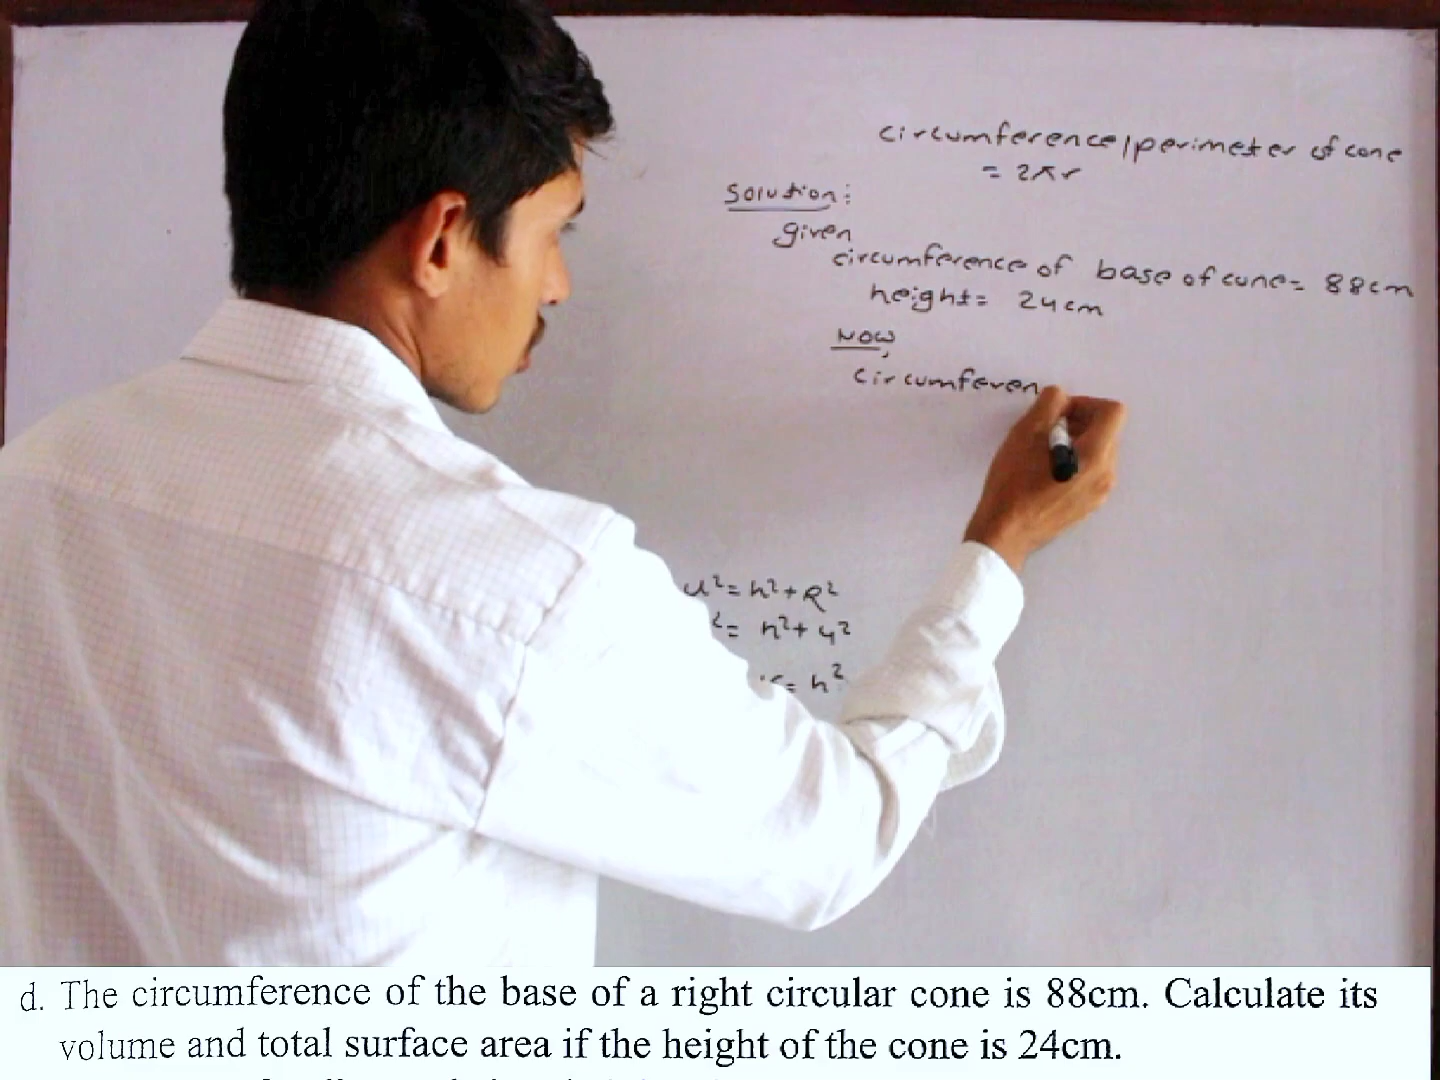 circumference/perimeter of cone
= 2πr
Solution:
given
circumference of base of cone= 88cm
height= 24cm
Now,
circumferen
= h²+R²
²= h²+4²
= h²
d. The circumference of the base of a right circular cone is 88cm. Calculate its
volume and total surface area if the height of the cone is 24cm.